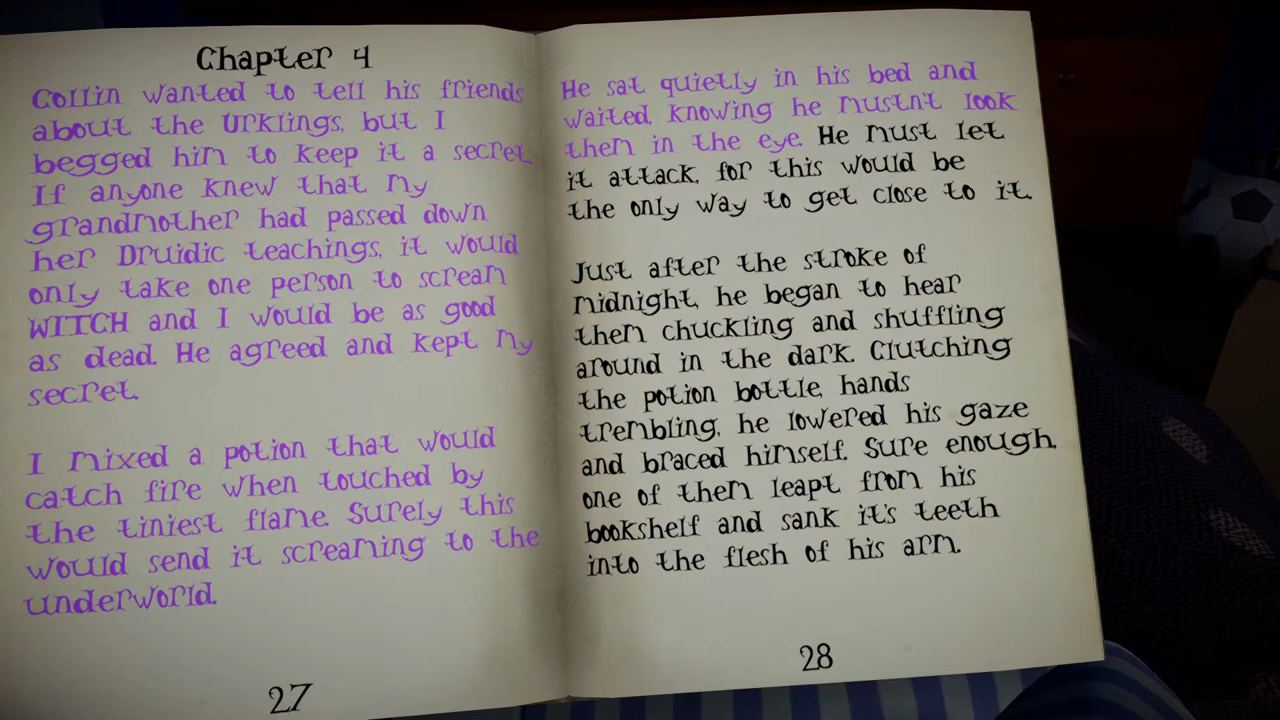 Chapter 4
Collin wanted to tell his friends
about the Urklings, but I
begged him to keep it a secret.
If anyone knew that my
grandmother had passed down
her Druidic teachings, it would
only take one person to scream
WITCH and I would be as good
as dead. He agreed and kept my
secret.
I mixed a potion that would
catch fire when touched by
the tiniest flame. Surely this
would send it screaming to the
underworld.
27
He sat quietly in his bed and
waited, knowing he mustn't look
them in the eye. He must let
it attack, for this would be
the only way to get close to it.
Just after the stroke of
midnight, he began to hear
them chuckling and shuffling
around in the dark. Clutching
the potion bottle, hands
trembling, he lowered his gaze
and braced himself. Sure enough,
one of them leapt from his
bookshelf and sank it's teeth
into the flesh of his arm.
28